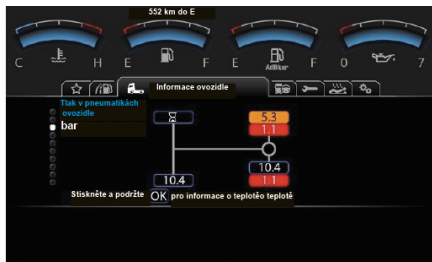 552 km do E
C H E F E F 0 7
AdBlue
Informace ovozidle
Tlak v pneumatikách
ovozidle
bar
5.3
1.1
10.4 10.4
1.1
Stiskněte a podržte OK pro informace o teplotěo teplotě